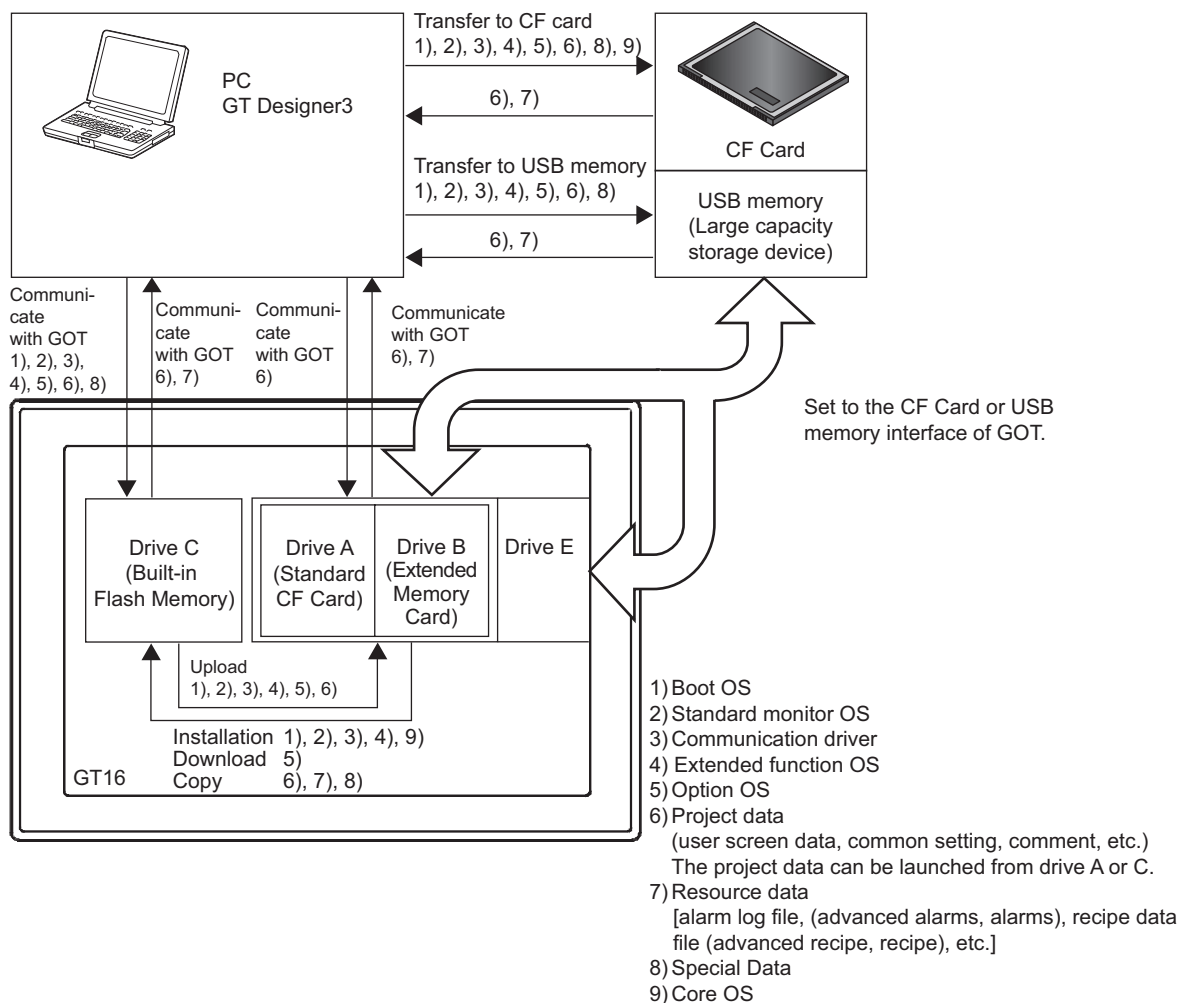 Transfer to CF card
1), 2), 3), 4), 5), 6), 8), 9)
PC
GT Designer3
6), 7)
CF Card
Transfer to USB memory
1), 2), 3), 4), 5), 6), 8)
USB memory
(Large capacity
storage device)
6), 7)
Communi-
cate
with GOT
1), 2), 3),
4), 5), 6), 8)
Communi-
cate
with GOT
6), 7)
Communi-
cate
with GOT
6)
Communicate
with GOT
6), 7)
Set to the CF Card or USB
memory interface of GOT.
Drive C
(Built-in
Flash Memory)
Drive A
(Standard
CF Card)
Drive B
(Extended
Memory
Card)
Drive E
Upload
1), 2), 3), 4), 5), 6)
Installation 1), 2), 3), 4), 9)
Download 5)
Copy 6), 7), 8)
GT16
1) Boot OS
2) Standard monitor OS
3) Communication driver
4) Extended function OS
5) Option OS
6) Project data
(user screen data, common setting, comment, etc.)
The project data can be launched from drive A or C.
7) Resource data
[alarm log file, (advanced alarms, alarms), recipe data
file (advanced recipe, recipe), etc.]
8) Special Data
9) Core OS